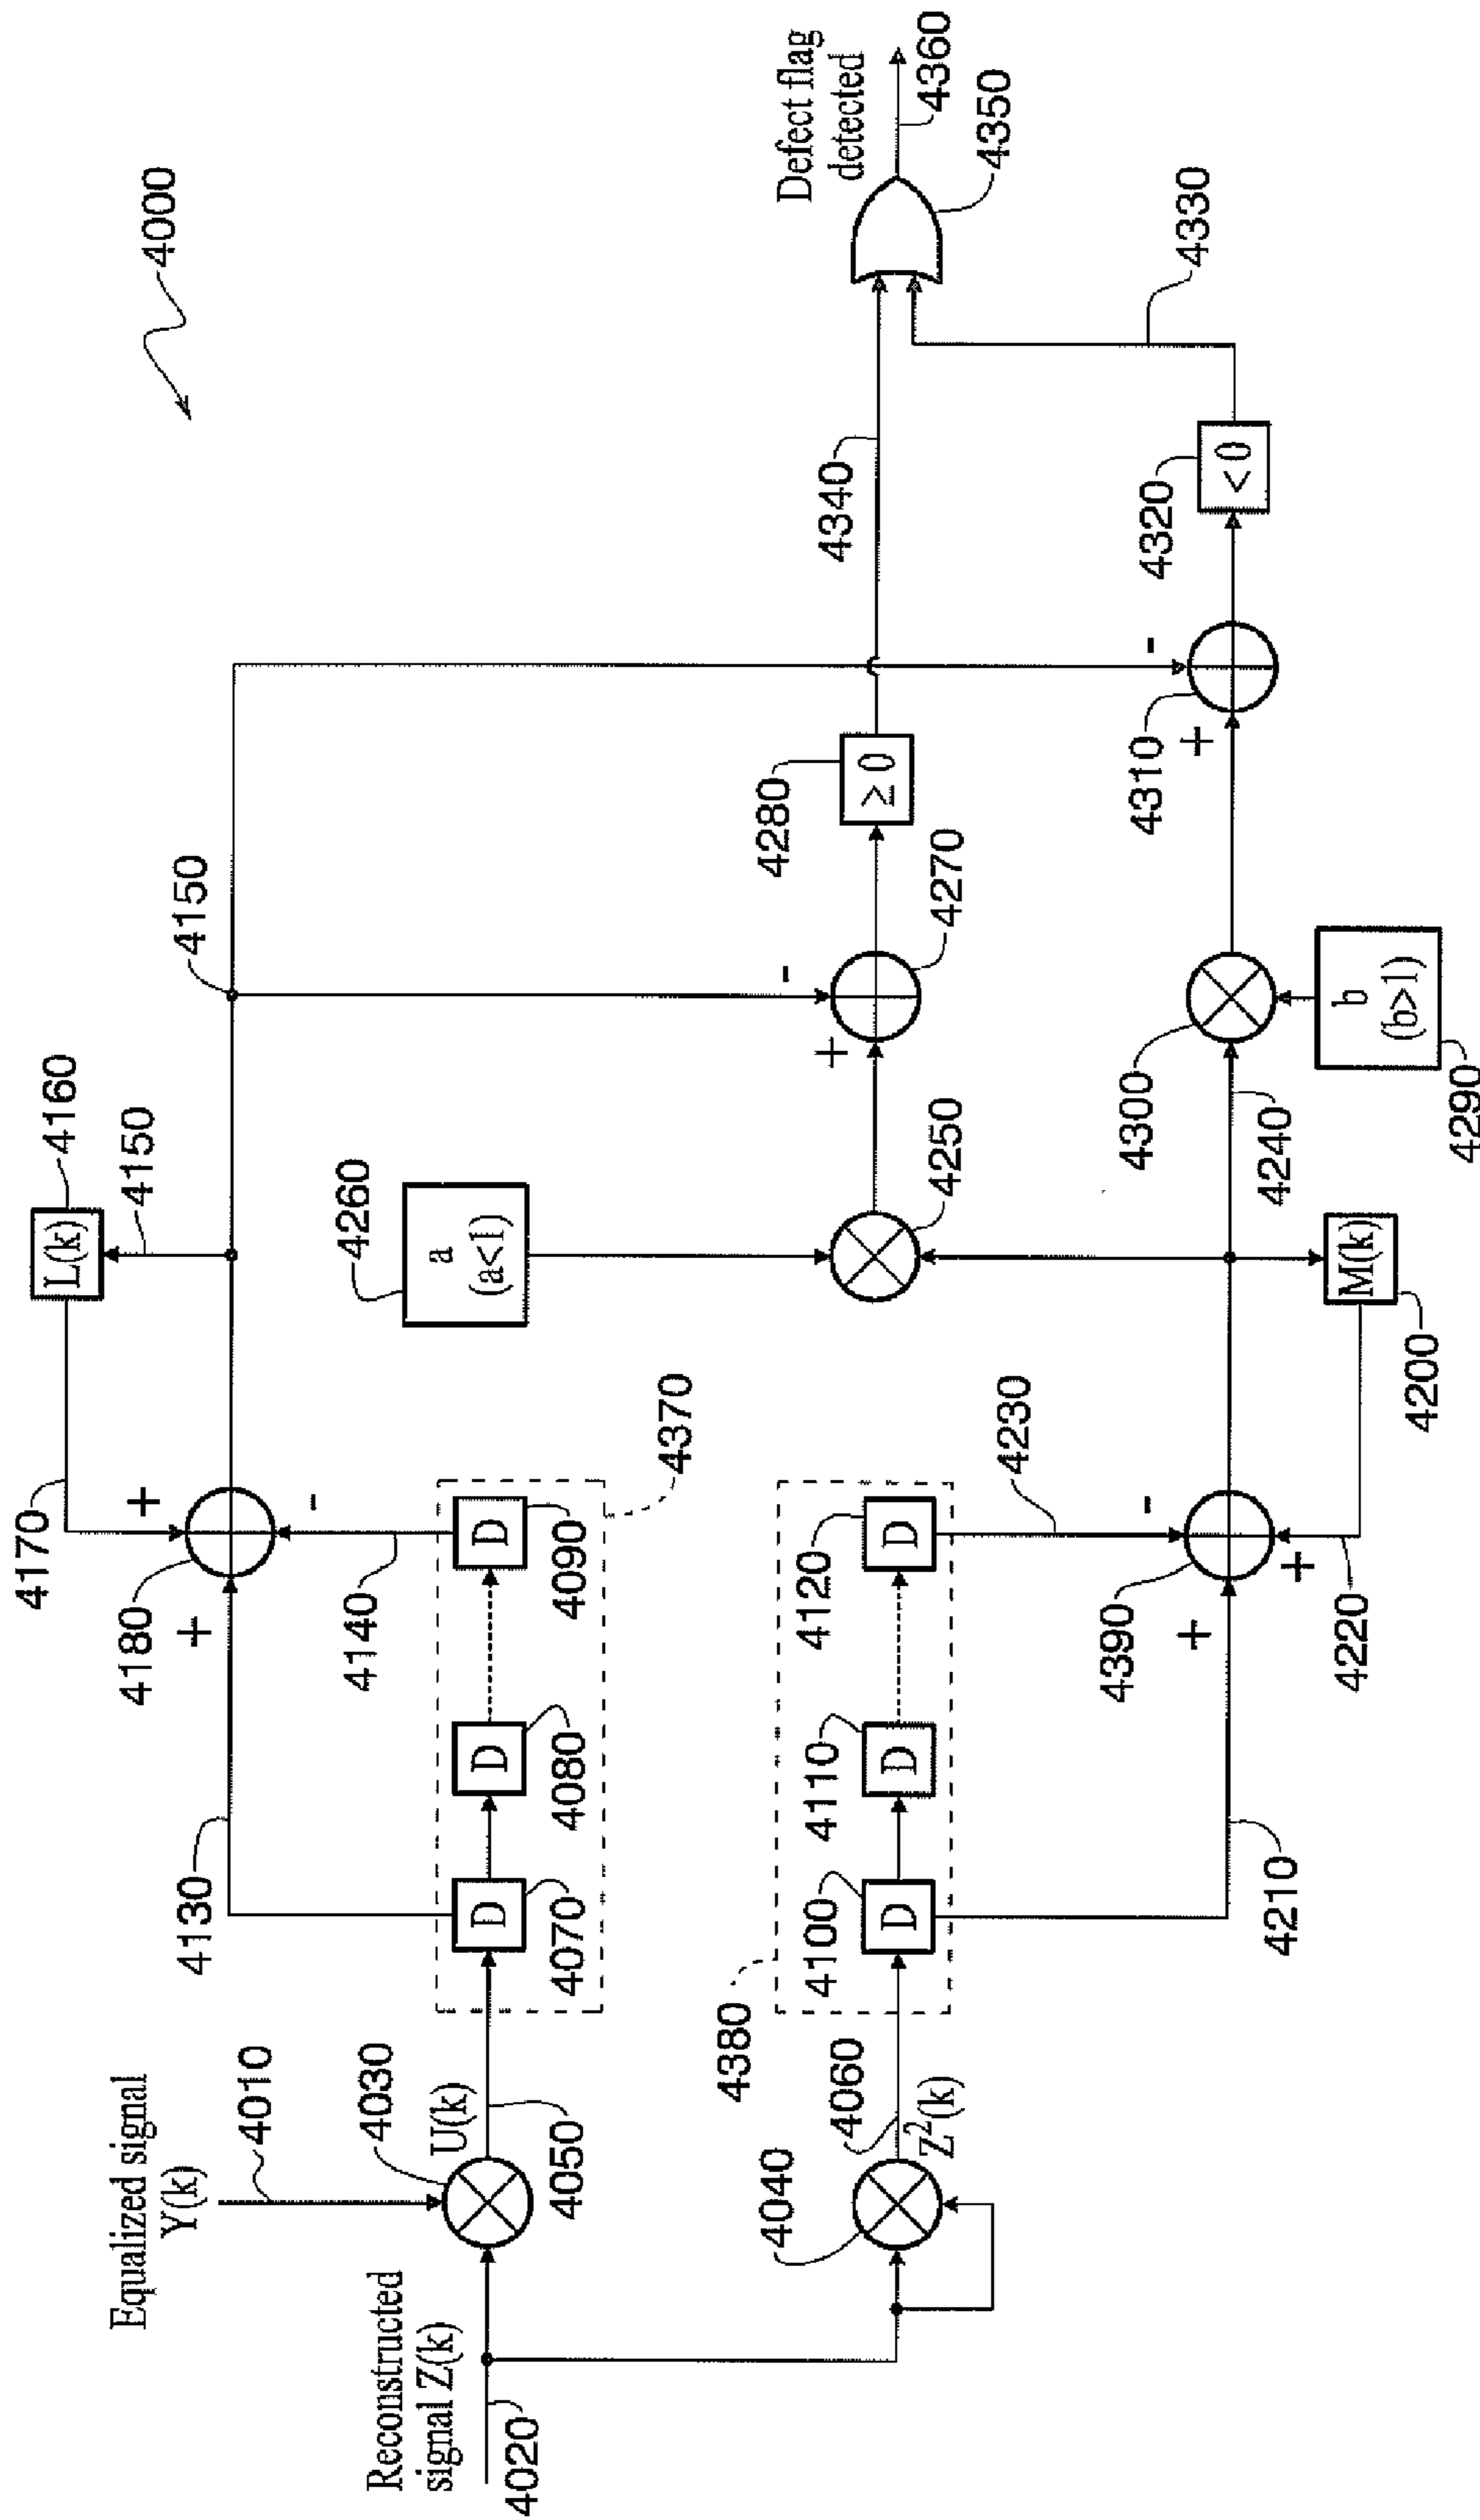 4000
Equalized signal
Y(k)
4010
Reconstructed
signal Z(k)
4020
4030
U(k)
4050
4040
4060
Z²(k)
4130
4070
D
4080
D
4090
D
4370
4140
4170
+
4180
+
-
L(k)
4160
4150
4150
4380
4100
D
4110
D
4120
D
4230
4210
4390
+
-
+
4220
M(k)
4200
4260
a
(a<1)
4250
4240
4300
b
(b>1)
4290
+
-
4270
4280
≥ 0
4340
+
-
4310
4320
< 0
4330
4350
Defect flag
detected
4360